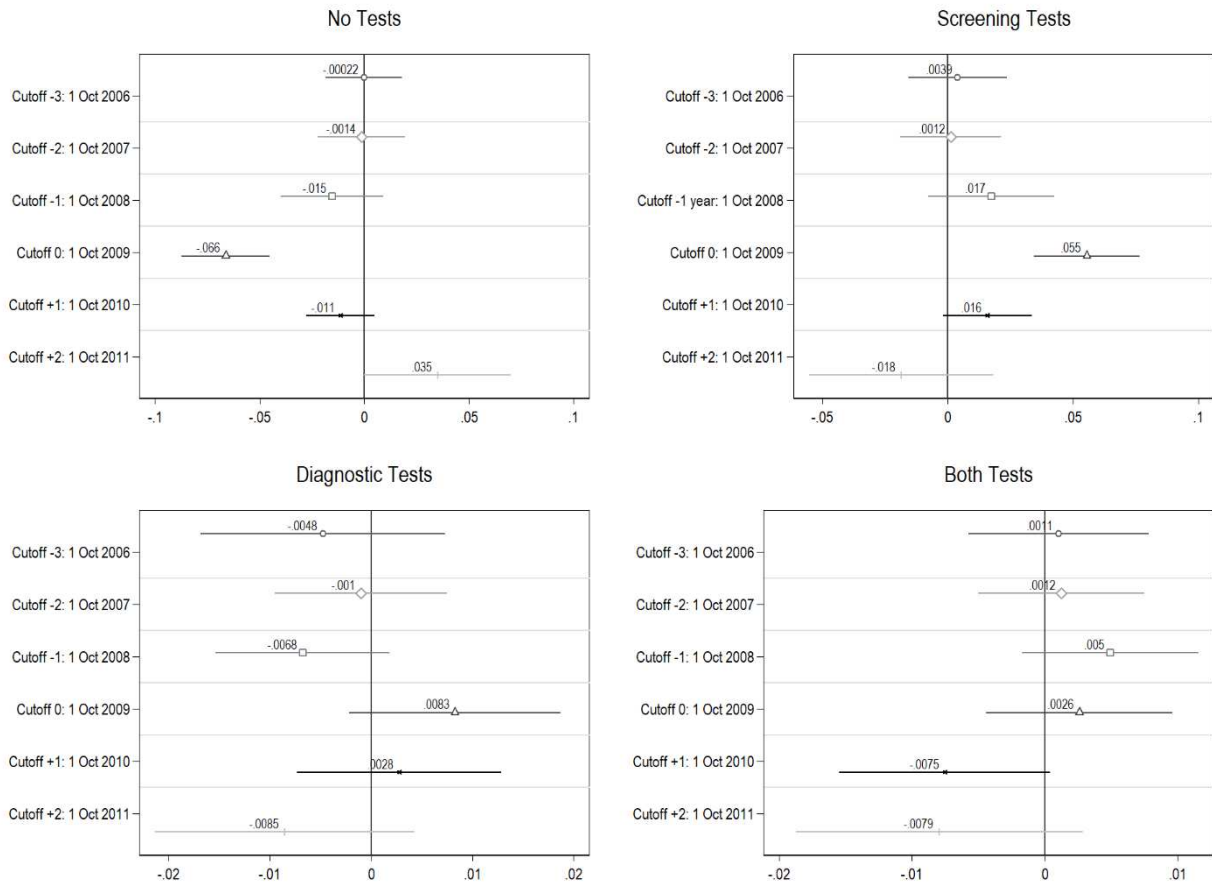 No Tests
-.00022
Cutoff -3: 1 Oct 2006
-.0014
Cutoff -2: 1 Oct 2007
-.015
Cutoff -1: 1 Oct 2008
-.066
Cutoff 0: 1 Oct 2009
-.011
Cutoff +1: 1 Oct 2010
.035
Cutoff +2: 1 Oct 2011
-.1 -.05 0 .05 .1
Screening Tests
.0039
Cutoff -3: 1 Oct 2006
.0012
Cutoff -2: 1 Oct 2007
.017
Cutoff -1 year: 1 Oct 2008
.055
Cutoff 0: 1 Oct 2009
.016
Cutoff +1: 1 Oct 2010
-.018
Cutoff +2: 1 Oct 2011
-.05 0 .05 .1
Diagnostic Tests
-.0048
Cutoff -3: 1 Oct 2006
-.001
Cutoff -2: 1 Oct 2007
-.0068
Cutoff -1: 1 Oct 2008
.0083
Cutoff 0: 1 Oct 2009
.0028
Cutoff +1: 1 Oct 2010
-.0085
Cutoff +2: 1 Oct 2011
-.02 -.01 0 .01 .02
Both Tests
.0011
Cutoff -3: 1 Oct 2006
.0012
Cutoff -2: 1 Oct 2007
.005
Cutoff -1: 1 Oct 2008
.0026
Cutoff 0: 1 Oct 2009
-.0075
Cutoff +1: 1 Oct 2010
-.0079
Cutoff +2: 1 Oct 2011
-.02 -.01 0 .01